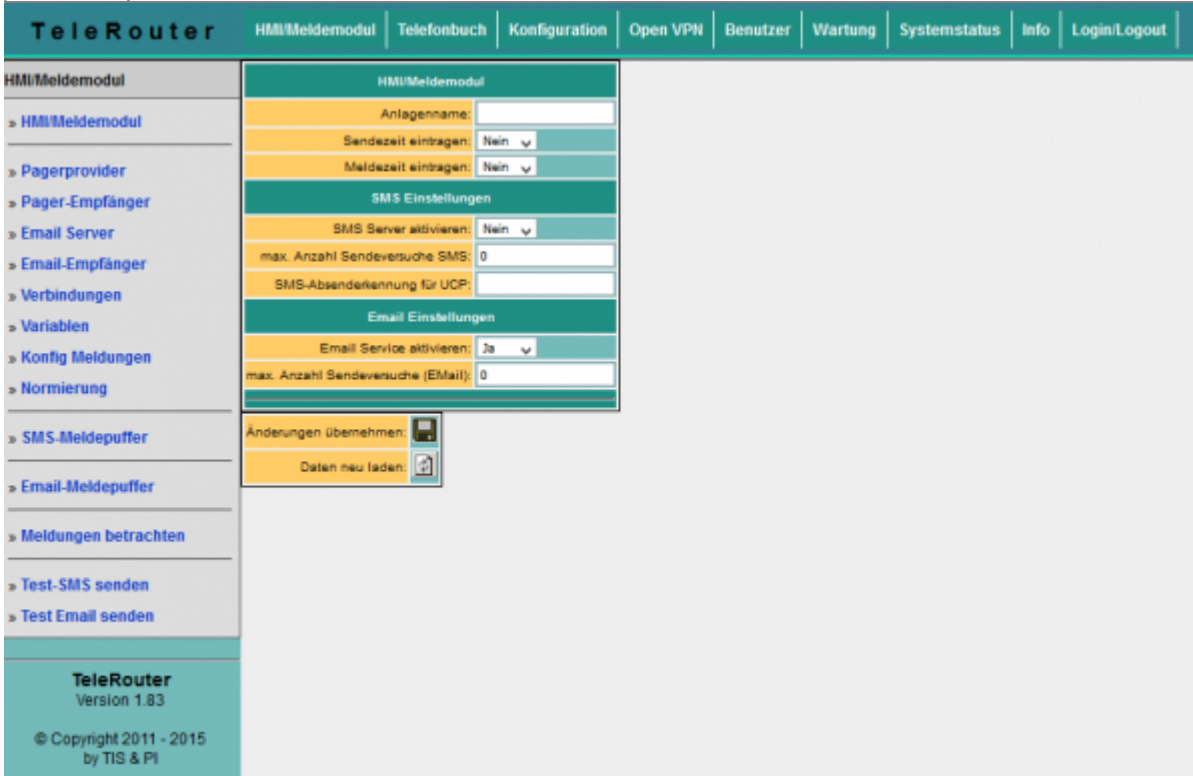 TeleRouter
HMI/Meldemodul
Telefonbuch
Konfiguration
Open VPN
Benutzer
Wartung
Systemstatus
Info
Login/Logout
HMI/Meldemodul
» HMI/Meldemodul
» Pagerprovider
» Pager-Empfänger
» Email Server
» Email-Empfänger
» Verbindungen
» Variablen
» Konfig Meldungen
» Normierung
» SMS-Meldepuffer
» Email-Meldepuffer
» Meldungen betrachten
» Test-SMS senden
» Test Email senden
TeleRouter
Version 1.83
© Copyright 2011 - 2015
by TIS & PI
HMI/Meldemodul
Anlagenname:
Sendezeit eintragen: Nein
Meldezeit eintragen: Nein
SMS Einstellungen
SMS Server aktivieren: Nein
max. Anzahl Sendeversuche SMS: 0
SMS-Absenderkennung für UCP:
Email Einstellungen
Email Service aktivieren: Ja
max. Anzahl Sendeversuche (EMail): 0
Änderungen übernehmen:
Daten neu laden: